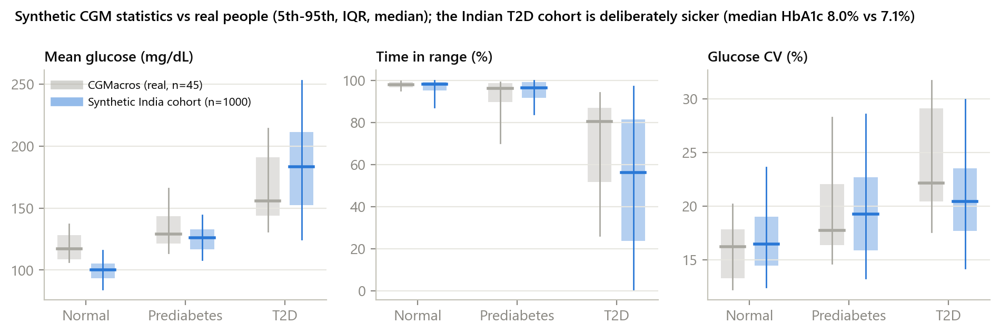 Synthetic CGM statistics vs real people (5th-95th, IQR, median); the Indian T2D cohort is deliberately sicker (median HbA1c 8.0% vs 7.1%)
Mean glucose (mg/dL)
250
200
150
100
CGMacros (real, n=45)
Synthetic India cohort (n=1000)
Normal
Prediabetes
T2D
Time in range (%)
100
80
60
40
20
0
Normal
Prediabetes
T2D
Glucose CV (%)
30
25
20
15
Normal
Prediabetes
T2D